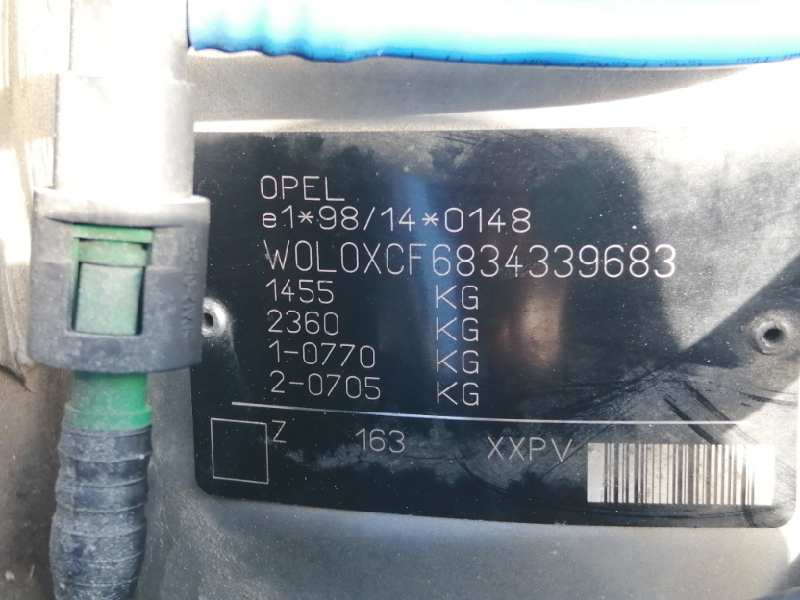 OPEL
e1*98/14*0148
W0L0XCF6834339683
1455 KG
2360 KG
1-0770 KG
2-0705 KG
Z 163 XXPV